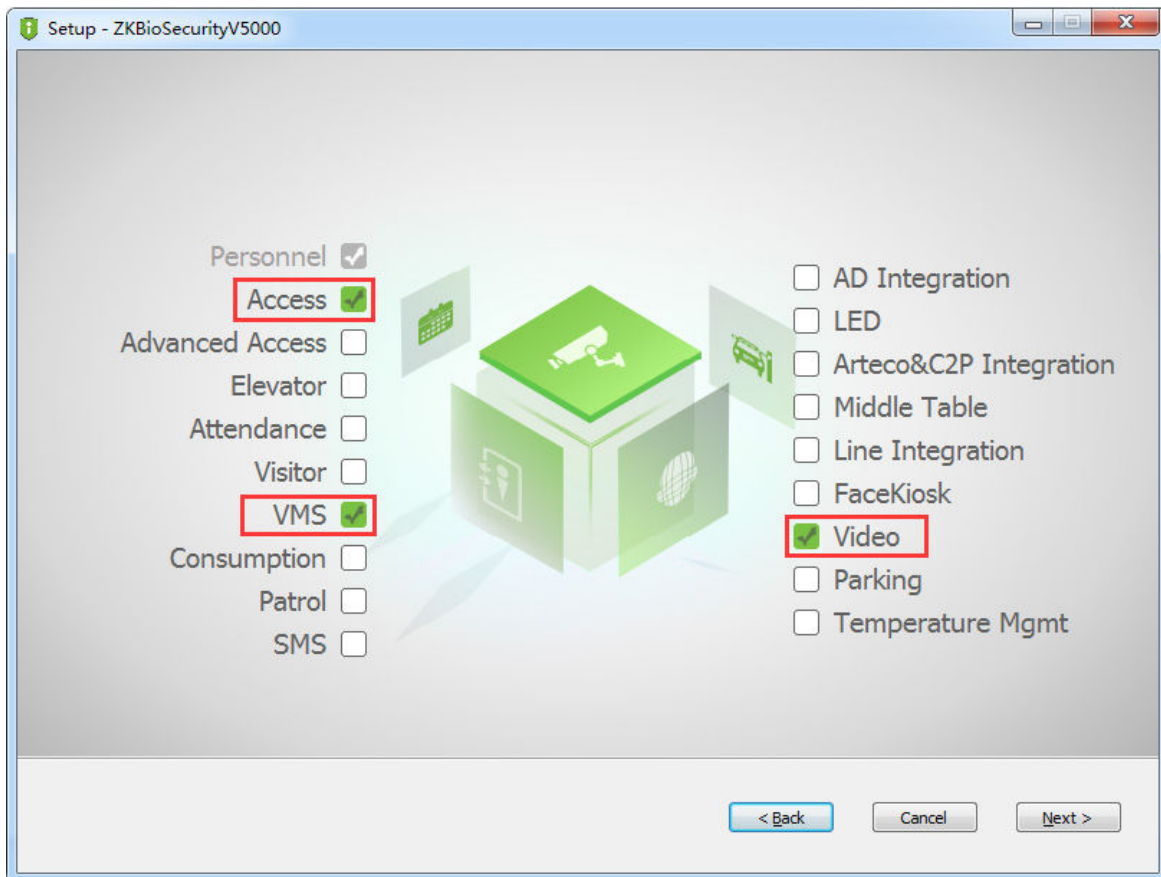 Setup - ZKBioSecurityV5000
Personnel
Access
Advanced Access
Elevator
Attendance
Visitor
VMS
Consumption
Patrol
SMS
AD Integration
LED
Arteco&C2P Integration
Middle Table
Line Integration
FaceKiosk
Video
Parking
Temperature Mgmt
< Back
Cancel
Next >